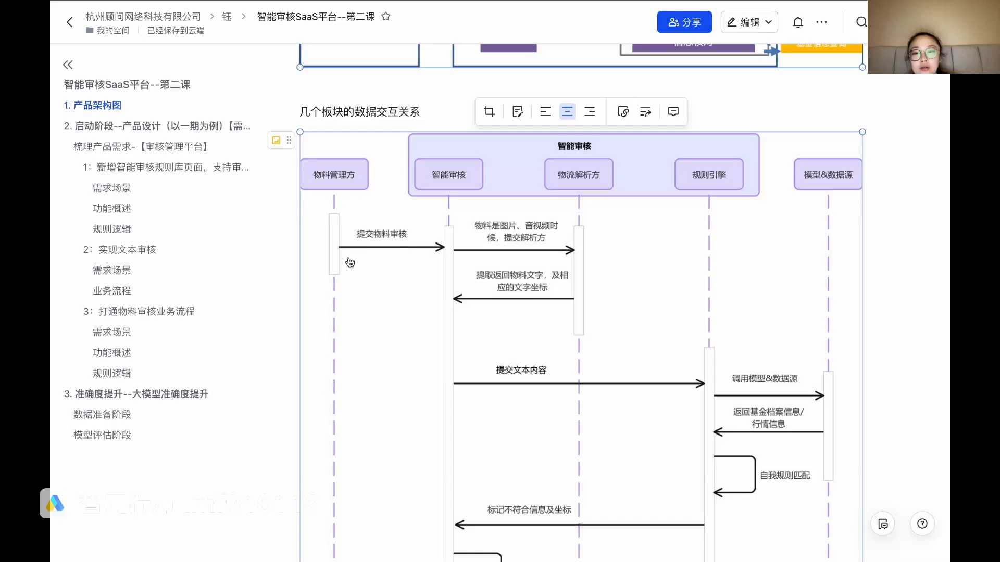 杭州顾问网络科技有限公司 > 钰 > 智能审核SaaS平台--第二课
我的空间 | 已经保存到云端
分享
编辑
智能审核SaaS平台--第二课
1. 产品架构图
2. 启动阶段--产品设计（以一期为例）【需...
梳理产品需求-【审核管理平台】
1：新增智能审核规则库页面，支持审...
需求场景
功能概述
规则逻辑
2：实现文本审核
需求场景
业务流程
3：打通物料审核业务流程
需求场景
功能概述
规则逻辑
3. 准确度提升--大模型准确度提升
数据准备阶段
模型评估阶段
基金信息查询
几个板块的数据交互关系
智能审核
物料管理方
智能审核
物流解析方
规则引擎
模型&数据源
提交物料审核
物料是图片、音视频时
候，提交解析方
提取返回物料文字，及相
应的文字坐标
提交文本内容
调用模型&数据源
返回基金档案信息/
行情信息
自我规则匹配
标记不符合信息及坐标